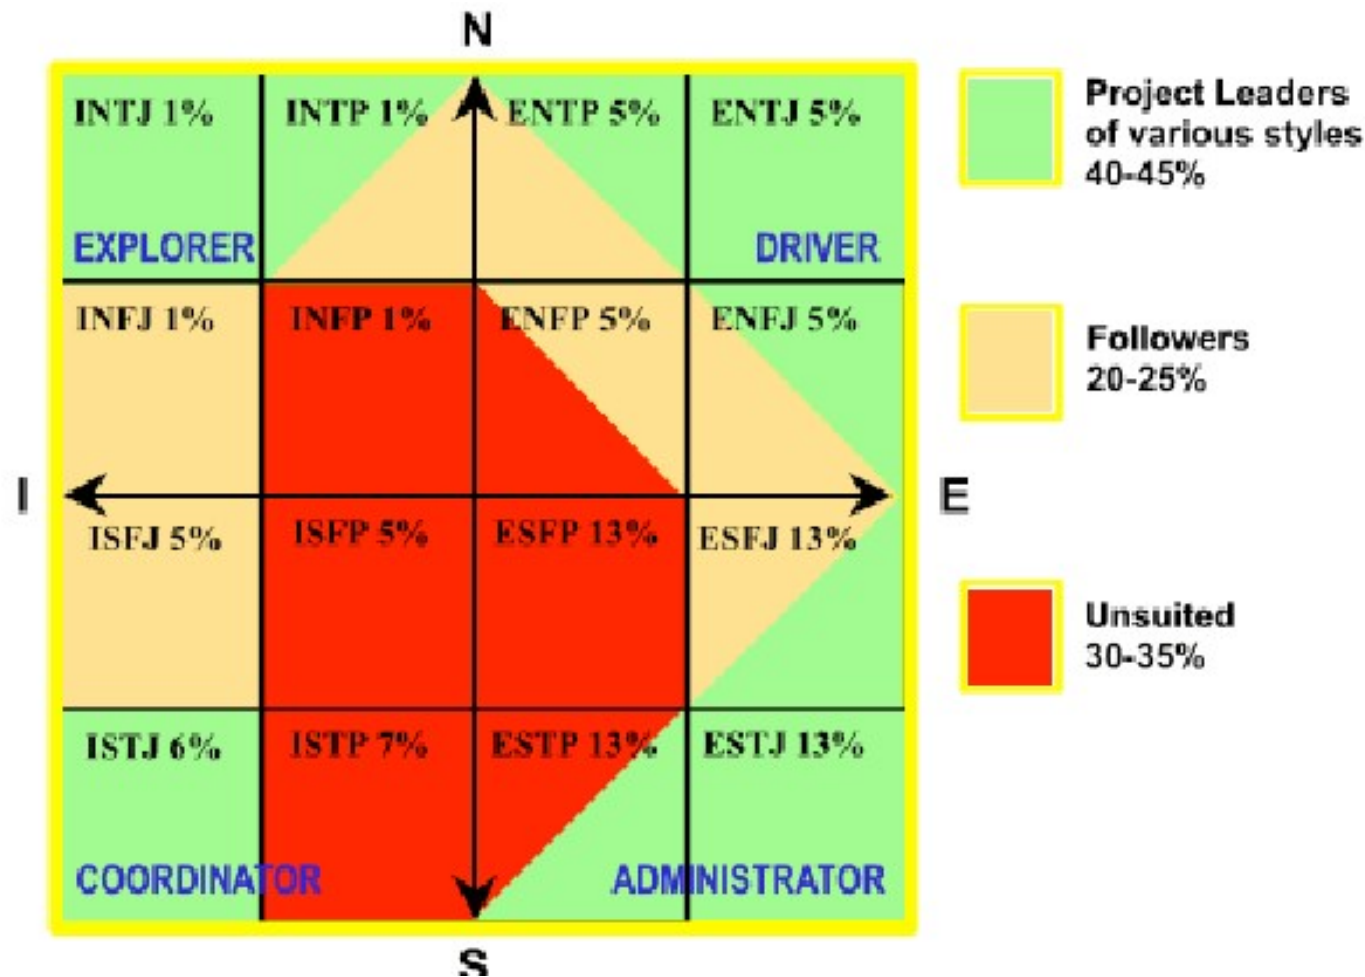 N
INTJ 1% INTP 1% ENTP 5% ENTJ 5%
EXPLORER DRIVER
INFJ 1% INFP 1% ENFP 5% ENFJ 5%
I E
ISFJ 5% ISFP 5% ESFP 13% ESFJ 13%
ISTJ 6% ISTP 7% ESTP 13% ESTJ 13%
COORDINATOR ADMINISTRATOR
S
Project Leaders
of various styles
40-45%
Followers
20-25%
Unsuited
30-35%